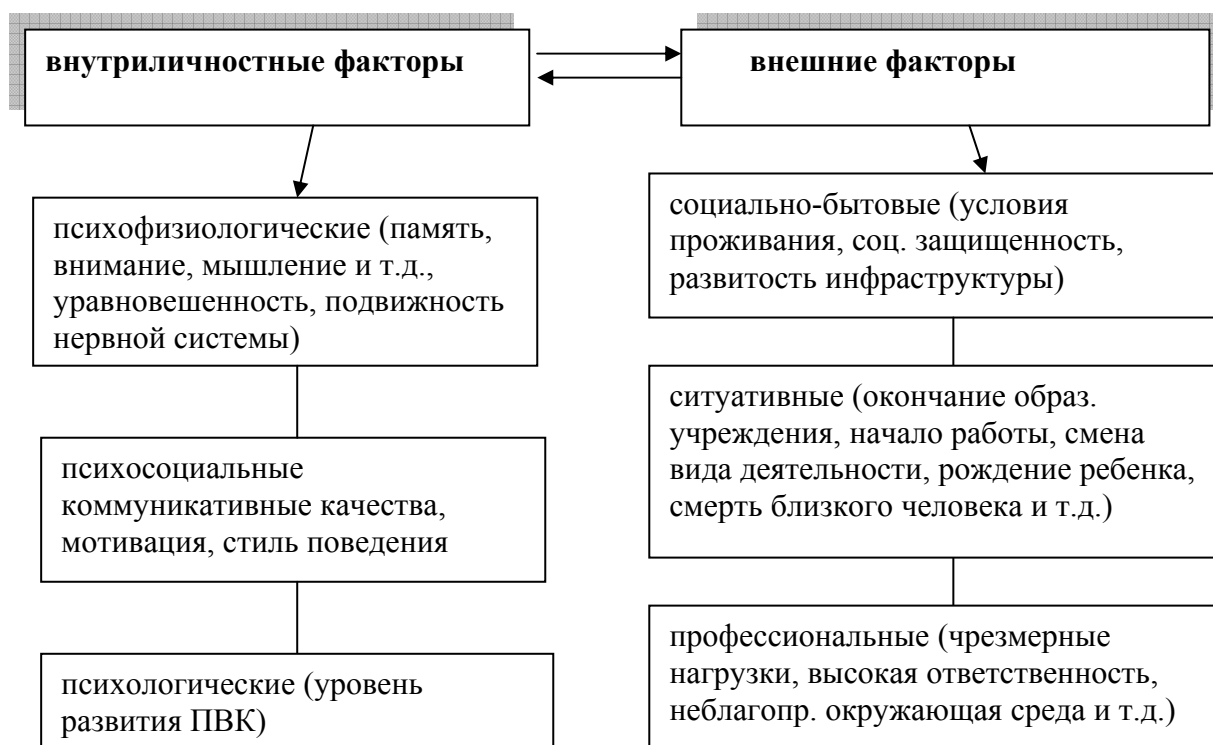 внутриличностные факторы
внешние факторы
психофизиологические (память,
внимание, мышление и т.д.,
уравновешенность, подвижность
нервной системы)
социально-бытовые (условия
проживания, соц. защищенность,
развитость инфраструктуры)
психосоциальные
коммуникативные качества,
мотивация, стиль поведения
ситуативные (окончание образ.
учреждения, начало работы, смена
вида деятельности, рождение ребенка,
смерть близкого человека и т.д.)
психологические (уровень
развития ПВК)
профессиональные (чрезмерные
нагрузки, высокая ответственность,
неблагопр. окружающая среда и т.д.)